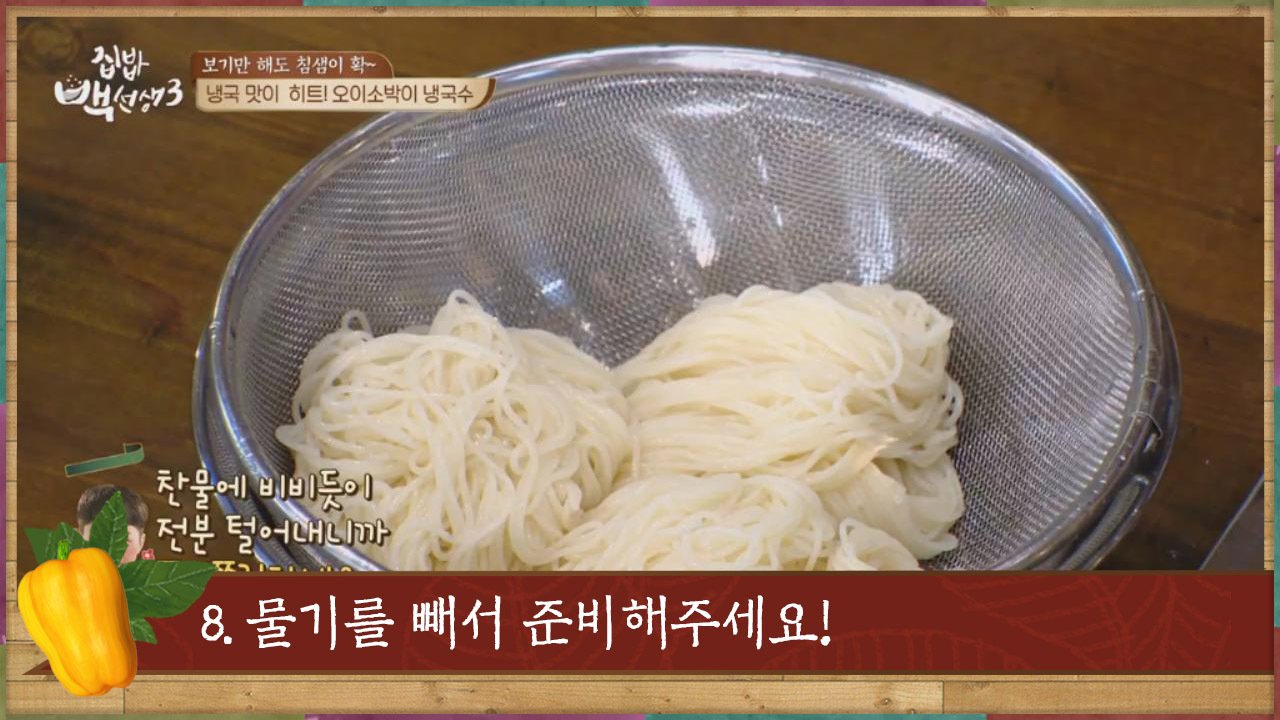 집밥
백선생3
보기만 해도 침샘이 확~
냉국 맛이 히트! 오이소박이 냉국수
찬물에 비비듯이
전분 털어내니까
8. 물기를 빼서 준비해주세요!